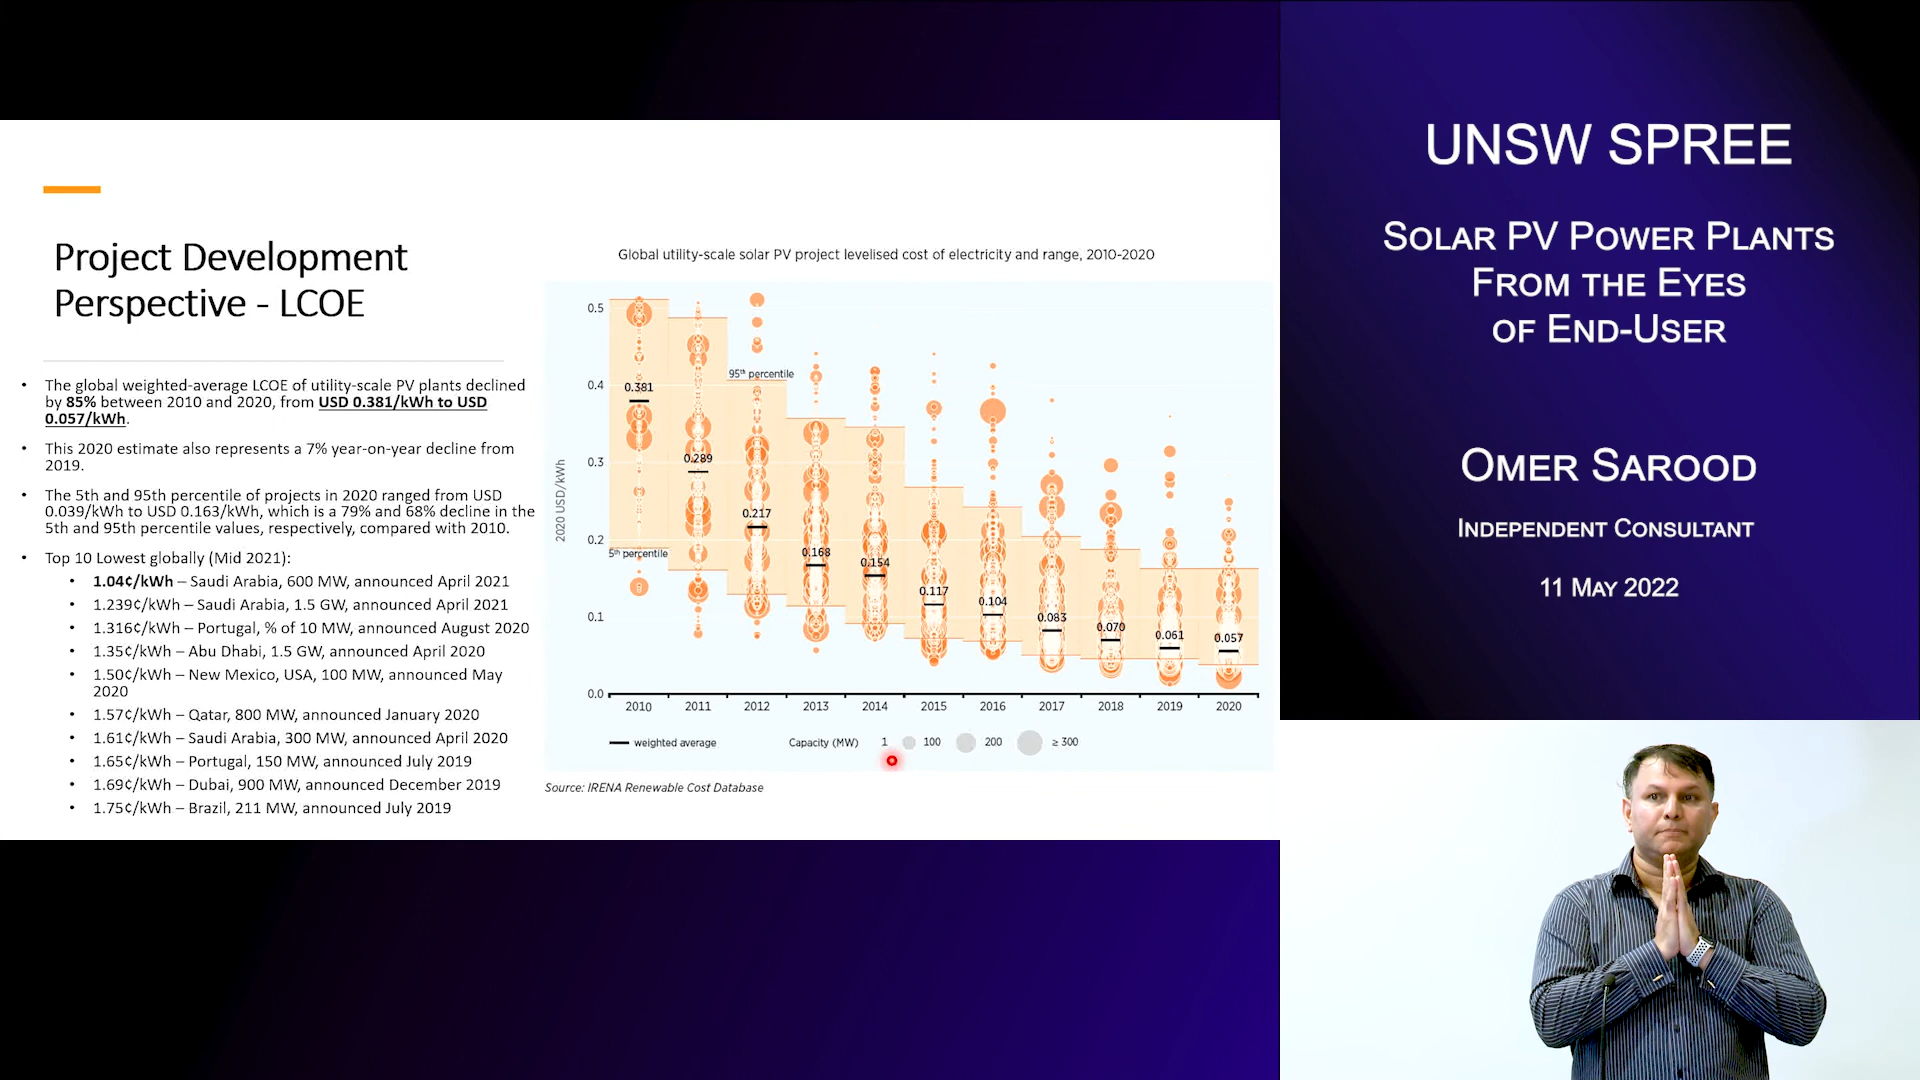 Project Development
Perspective - LCOE
• The global weighted-average LCOE of utility-scale PV plants declined
by 85% between 2010 and 2020, from USD 0.381/kWh to USD
0.057/kWh.
• This 2020 estimate also represents a 7% year-on-year decline from
2019.
• The 5th and 95th percentile of projects in 2020 ranged from USD
0.039/kWh to USD 0.163/kWh, which is a 79% and 68% decline in the
5th and 95th percentile values, respectively, compared with 2010.
• Top 10 Lowest globally (Mid 2021):
• 1.04¢/kWh – Saudi Arabia, 600 MW, announced April 2021
• 1.239¢/kWh – Saudi Arabia, 1.5 GW, announced April 2021
• 1.316¢/kWh – Portugal, % of 10 MW, announced August 2020
• 1.35¢/kWh – Abu Dhabi, 1.5 GW, announced April 2020
• 1.50¢/kWh – New Mexico, USA, 100 MW, announced May
2020
• 1.57¢/kWh – Qatar, 800 MW, announced January 2020
• 1.61¢/kWh – Saudi Arabia, 300 MW, announced April 2020
• 1.65¢/kWh – Portugal, 150 MW, announced July 2019
• 1.69¢/kWh – Dubai, 900 MW, announced December 2019
• 1.75¢/kWh – Brazil, 211 MW, announced July 2019
Global utility-scale solar PV project levelised cost of electricity and range, 2010-2020
2020 USD/kWh
0.5
0.4
0.3
0.2
0.1
0.0
95th percentile
5th percentile
0.381
0.289
0.217
0.168
0.154
0.117
0.104
0.083
0.070
0.061
0.057
2010 2011 2012 2013 2014 2015 2016 2017 2018 2019 2020
weighted average Capacity (MW) 1 100 200 ≥ 300
Source: IRENA Renewable Cost Database
UNSW SPREE
SOLAR PV POWER PLANTS
FROM THE EYES
OF END-USER
OMER SAROOD
INDEPENDENT CONSULTANT
11 MAY 2022